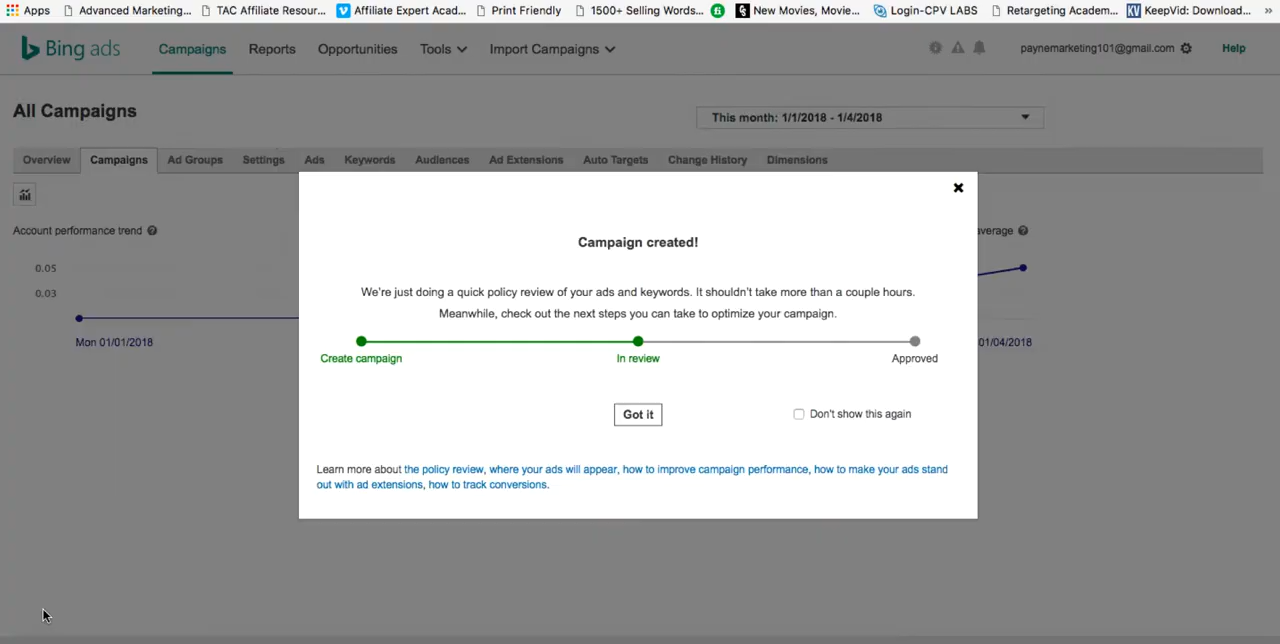 Apps Advanced Marketing... TAC Affiliate Resour... Affiliate Expert Acad... Print Friendly 1500+ Selling Words... New Movies, Movie... Login-CPV LABS Retargeting Academ... KeepVid: Download... »
Bing ads Campaigns Reports Opportunities Tools Import Campaigns paynemarketing101@gmail.com Help
All Campaigns
This month: 1/1/2018 - 1/4/2018
Overview Campaigns Ad Groups Settings Ads Keywords Audiences Ad Extensions Auto Targets Change History Dimensions
Campaign created!
Account performance trend
0.05
0.03
Mon 01/01/2018
We're just doing a quick policy review of your ads and keywords. It shouldn't take more than a couple hours.
Meanwhile, check out the next steps you can take to optimize your campaign.
Create campaign In review Approved
Got it Don't show this again
Learn more about the policy review, where your ads will appear, how to improve campaign performance, how to make your ads stand
out with ad extensions, how to track conversions.
01/04/2018